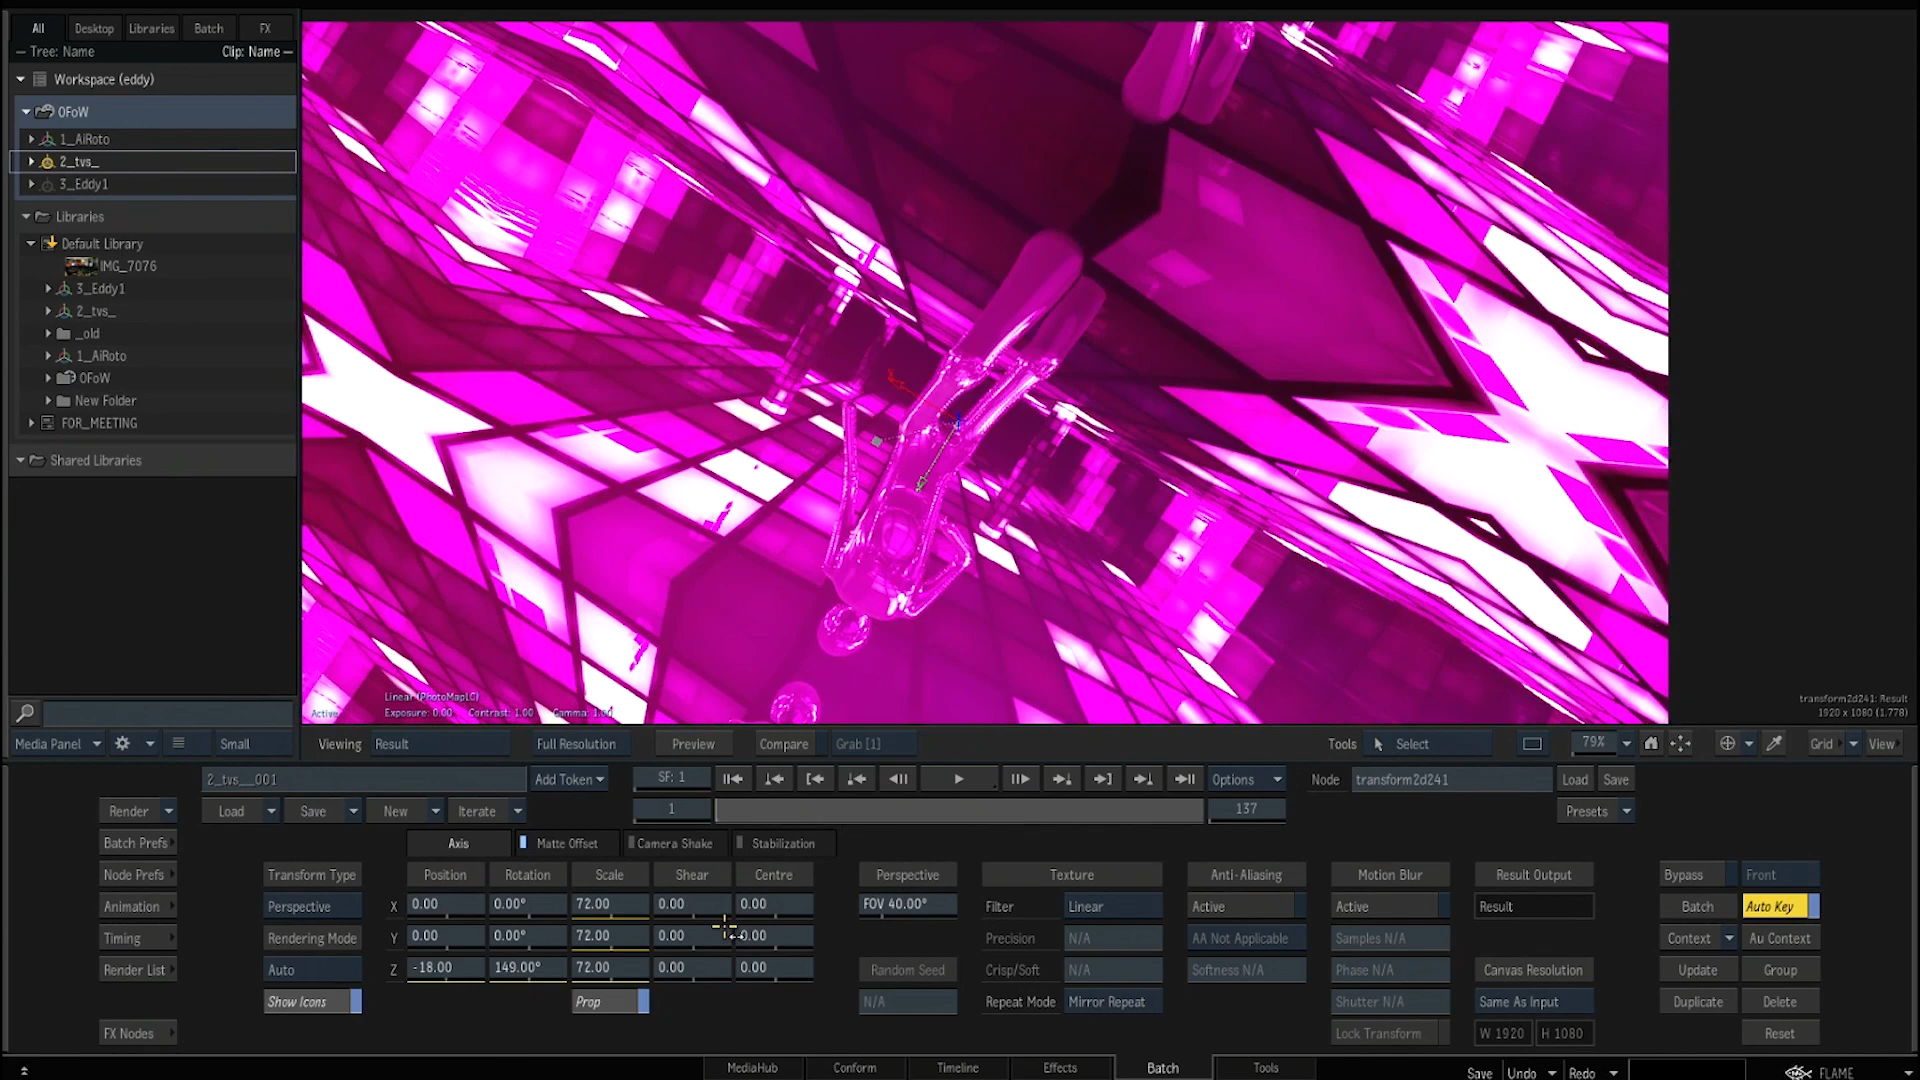 All Desktop Libraries Batch FX
Tree: Name Clip: Name
Workspace (eddy)
OFoW
1_AiRoto
2_tvs_
3_Eddy1
Libraries
Default Library
IMG_7076
3_Eddy1
2_tvs_
_old
1_AiRoto
OFoW
New Folder
FOR_MEETING
Shared Libraries
Linear (PhotoMapLC)
Active Exposure: 0.00 Contrast: 1.00 Gamma: 1.00
transform2d241: Result
1920 x 1080 (1.778)
Media Panel Small Viewing Result Full Resolution Preview Compare Grab [1] Tools Select 79% Grid View
2_tvs__001 Add Token SF: 1 Options Node transform2d241 Load Save
Render Load Save New Iterate 1 137 Presets
Batch Prefs Axis Matte Offset Camera Shake Stabilization
Node Prefs Transform Type Position Rotation Scale Shear Centre Perspective Texture Anti-Aliasing Motion Blur Result Output Bypass Front
Animation Perspective X 0.00 0.00° 72.00 0.00 0.00 FOV 40.00° Filter Linear Active Active Result Batch Auto Key
Timing Rendering Mode Y 0.00 0.00° 72.00 0.00 0.00 Precision N/A AA Not Applicable Samples N/A Context Au Context
Render List Auto Z -18.00 149.00° 72.00 0.00 0.00 Random Seed Crisp/Soft N/A Softness N/A Phase N/A Canvas Resolution Update Group
Show Icons Prop N/A Repeat Mode Mirror Repeat Shutter N/A Same As Input Duplicate Delete
FX Nodes Lock Transform W 1920 H 1080 Reset
MediaHub Conform Timeline Effects Batch Tools Save Undo Redo FLAME